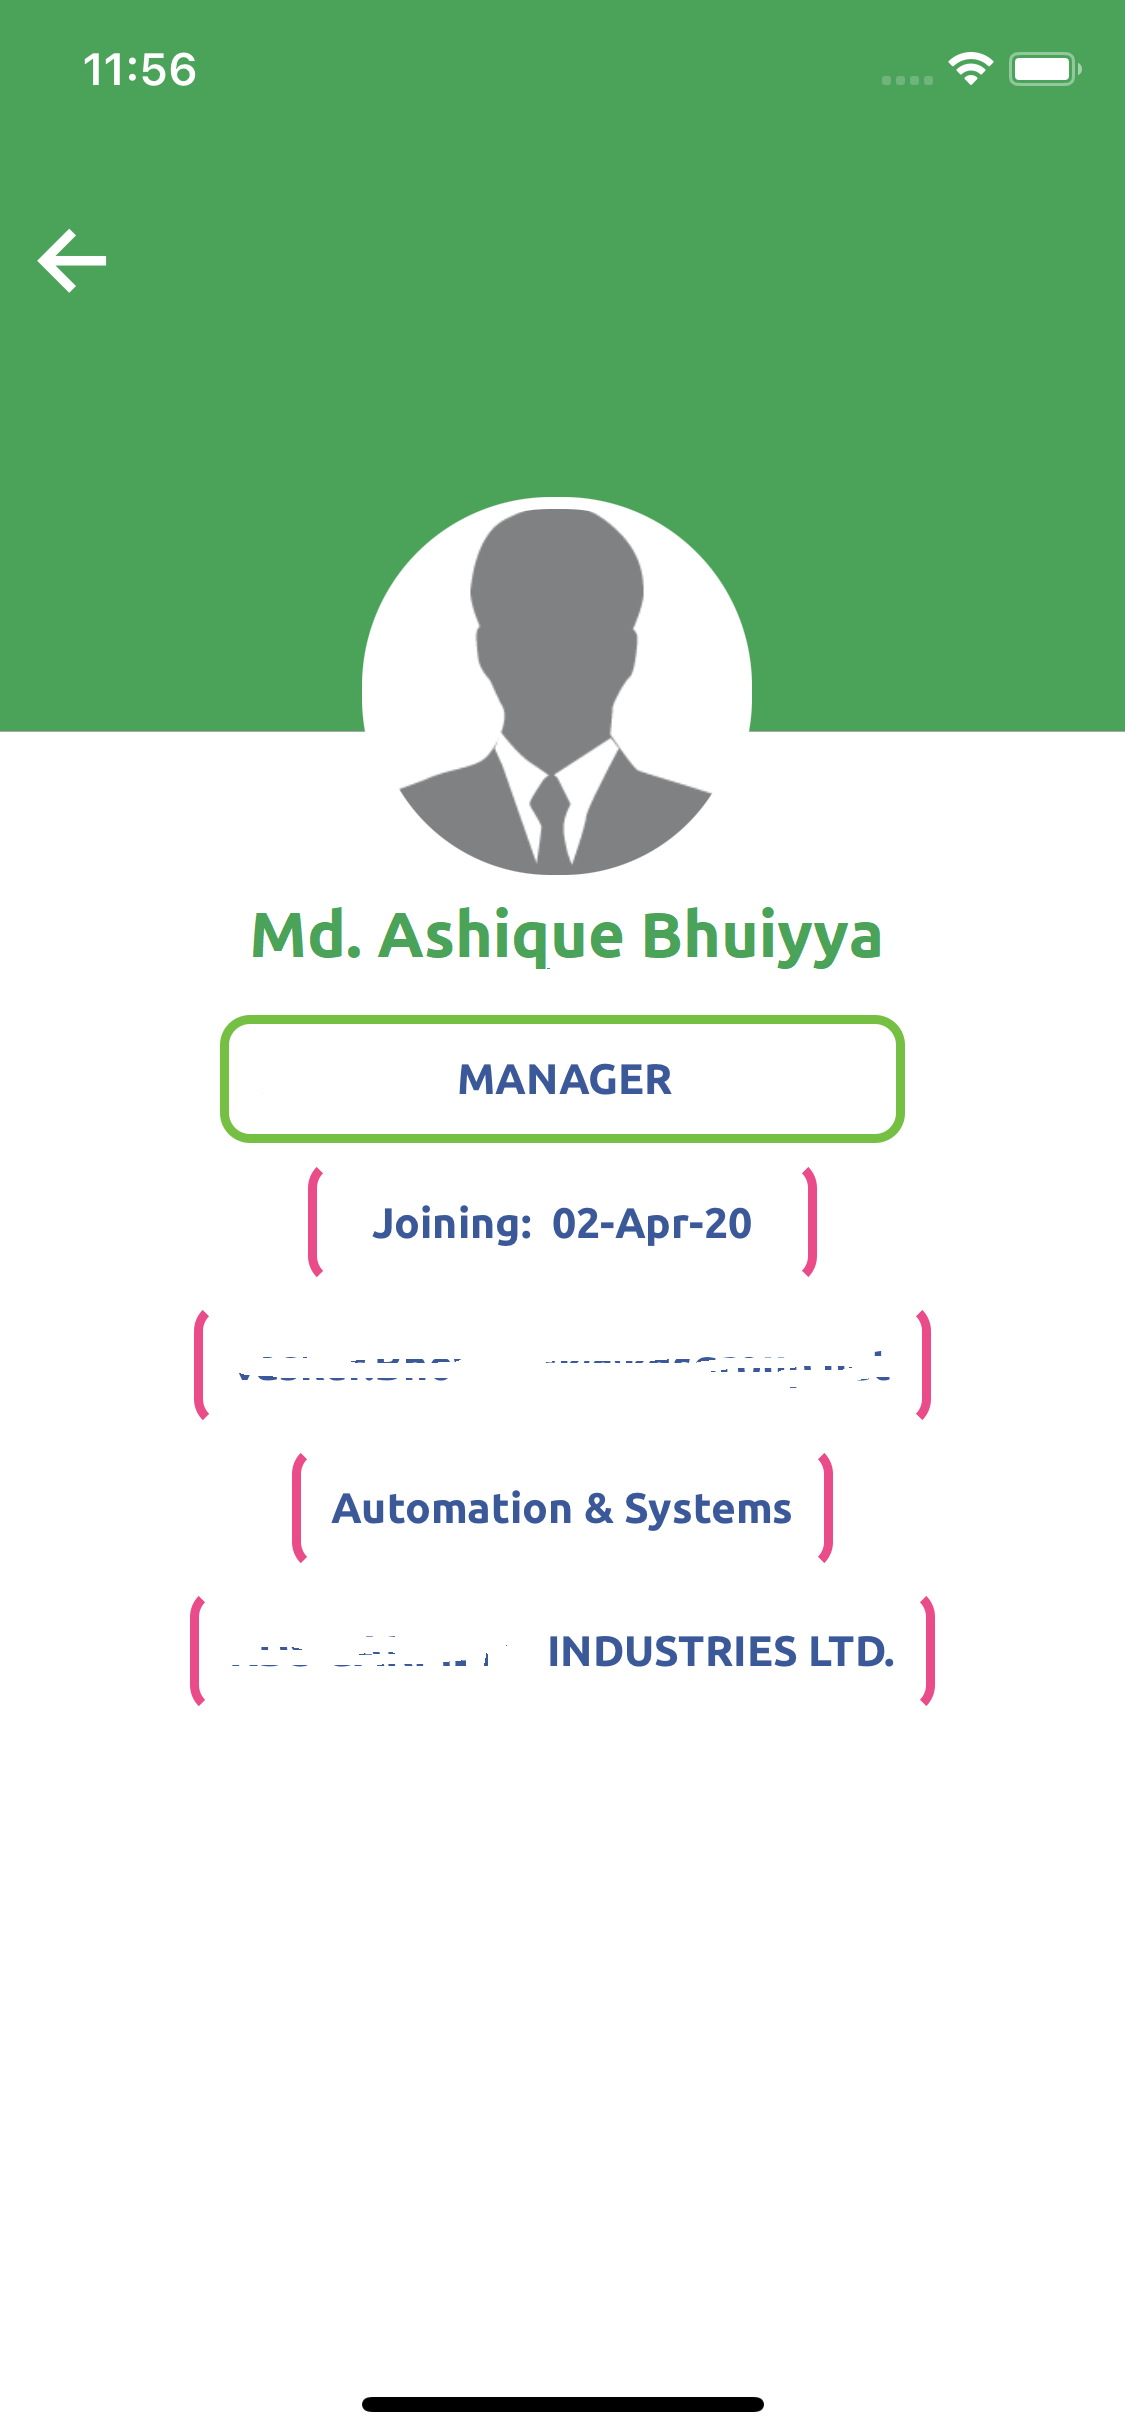 11:56
Md. Ashique Bhuiyya
MANAGER
Joining: 02-Apr-20
Automation & Systems
INDUSTRIES LTD.